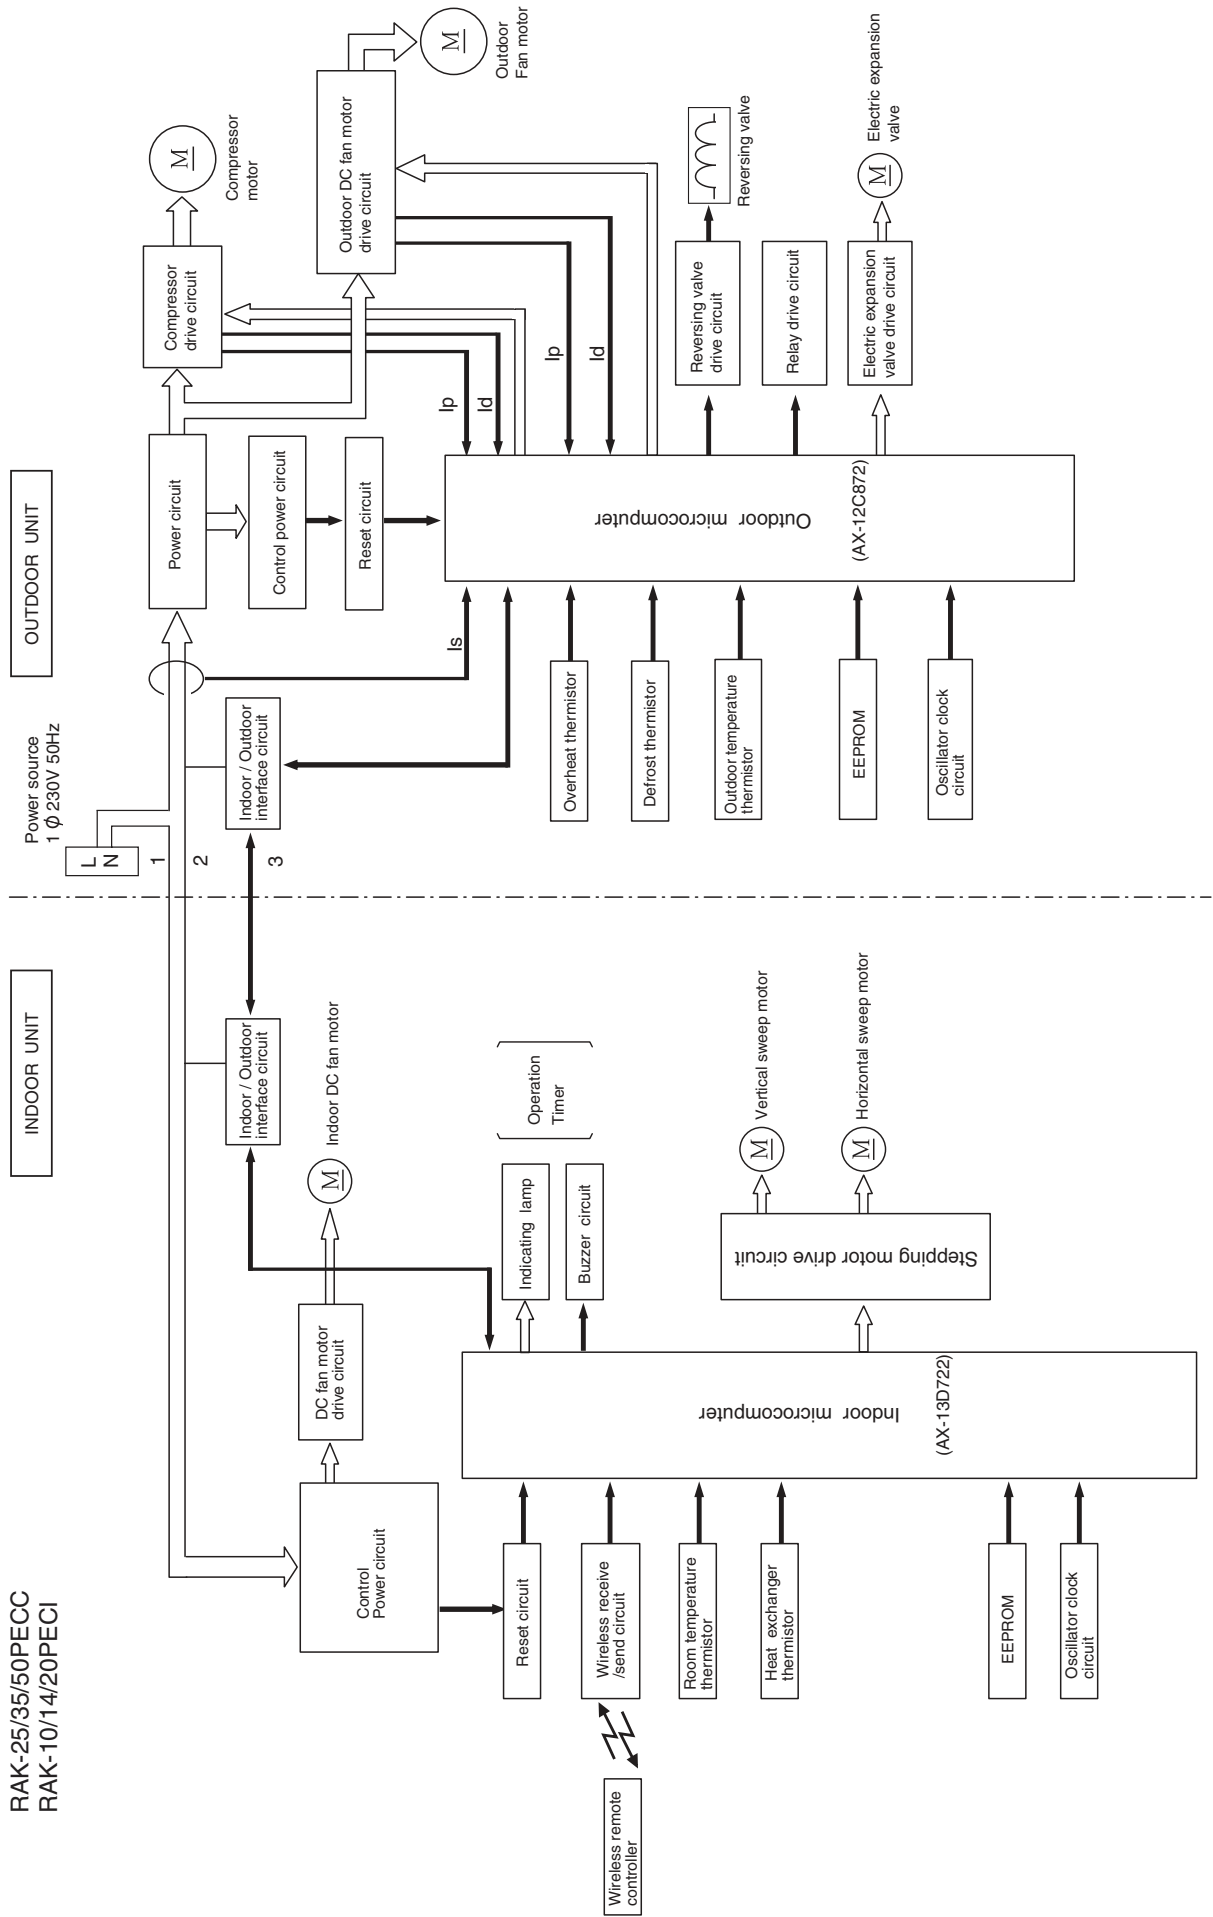 RAK-25/35/50PECC
RAK-10/14/20PECI
INDOOR UNIT
OUTDOOR UNIT
Power source
1 ϕ 230V 50Hz
L
N
1
2
3
Control
Power circuit
DC fan motor
drive circuit
M
Indoor DC fan motor
Indoor / Outdoor
interface circuit
Reset circuit
Wireless remote
controller
Wireless receive
/send circuit
Room temperature
thermistor
Heat exchanger
thermistor
EEPROM
Oscillator clock
circuit
Indoor microcomputer
(AX-13D722)
Indicating lamp
Buzzer circuit
Operation
Timer
Stepping motor drive circuit
M
Vertical sweep motor
M
Horizontal sweep motor
Indoor / Outdoor
interface circuit
Power circuit
Control power circuit
Reset circuit
Is
Overheat thermistor
Defrost thermistor
Outdoor temperature
thermistor
EEPROM
Oscillator clock
circuit
Outdoor microcomputer
(AX-12C872)
Ip
Id
Ip
Id
Compressor
drive circuit
M
Compressor
motor
Outdoor DC fan motor
drive circuit
M
Outdoor
Fan motor
Reversing valve
drive circuit
Reversing valve
Relay drive circuit
Electric expansion
valve drive circuit
M
Electric expansion
valve